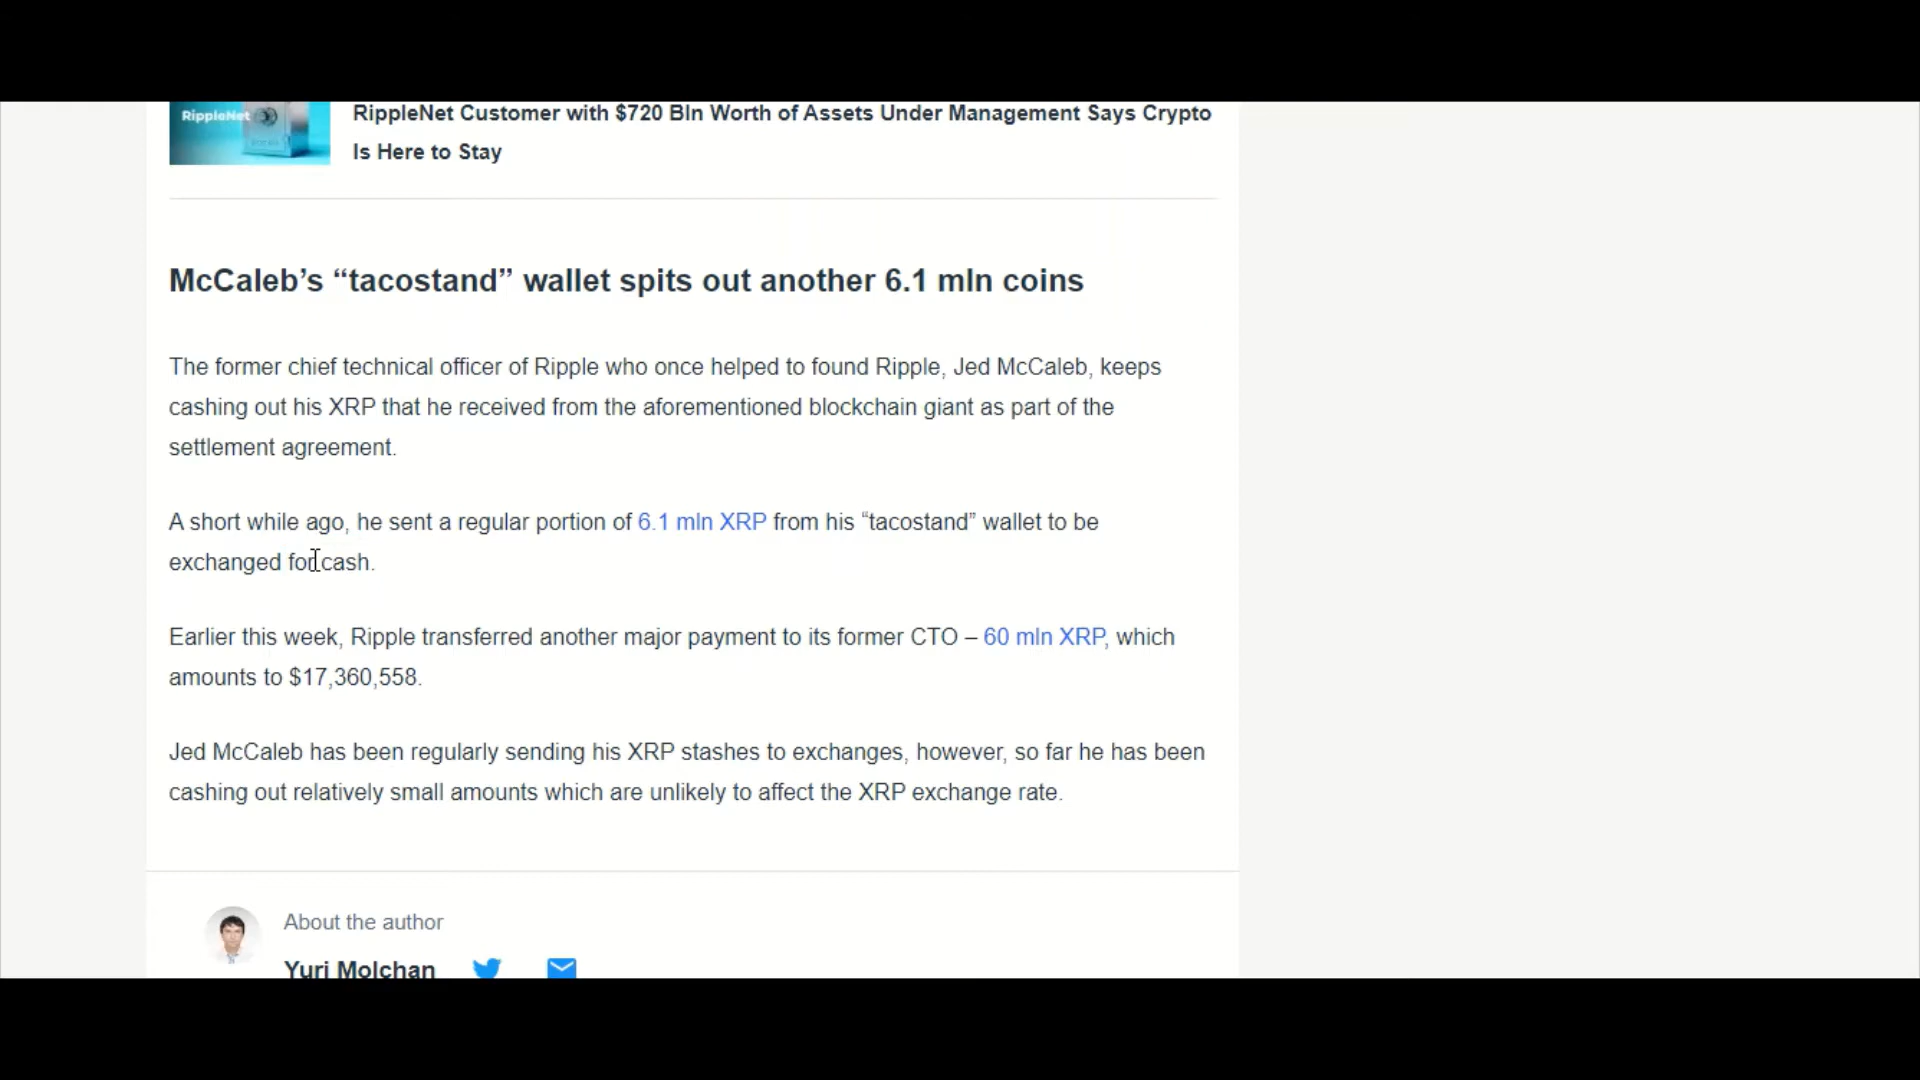 RippleNet
RippleNet Customer with $720 Bln Worth of Assets Under Management Says Crypto
Is Here to Stay
McCaleb’s “tacostand” wallet spits out another 6.1 mln coins
The former chief technical officer of Ripple who once helped to found Ripple, Jed McCaleb, keeps
cashing out his XRP that he received from the aforementioned blockchain giant as part of the
settlement agreement.
A short while ago, he sent a regular portion of 6.1 mln XRP from his “tacostand” wallet to be
exchanged for cash.
Earlier this week, Ripple transferred another major payment to its former CTO – 60 mln XRP, which
amounts to $17,360,558.
Jed McCaleb has been regularly sending his XRP stashes to exchanges, however, so far he has been
cashing out relatively small amounts which are unlikely to affect the XRP exchange rate.
About the author
Yuri Molchan